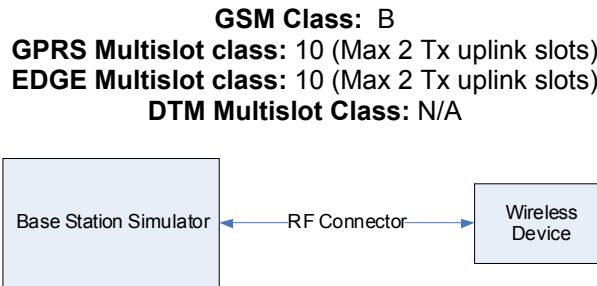 GSM Class: B
GPRS Multislot class: 10 (Max 2 Tx uplink slots)
EDGE Multislot class: 10 (Max 2 Tx uplink slots)
DTM Multislot Class: N/A
Base Station Simulator
RF Connector
Wireless
Device